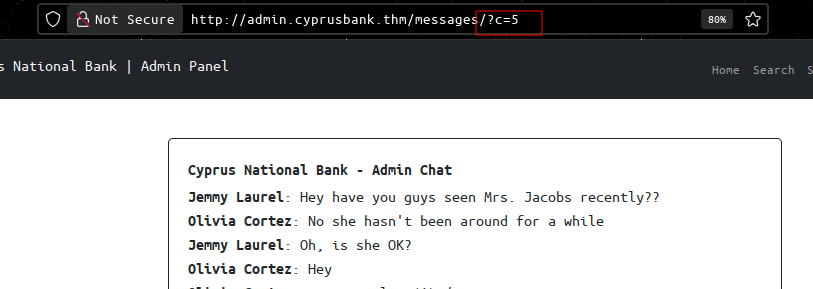 Not Secure http://admin.cyprusbank.thm/messages/?c=5 80%
s National Bank | Admin Panel Home Search S
Cyprus National Bank - Admin Chat
Jemmy Laurel: Hey have you guys seen Mrs. Jacobs recently??
Olivia Cortez: No she hasn't been around for a while
Jemmy Laurel: Oh, is she OK?
Olivia Cortez: Hey